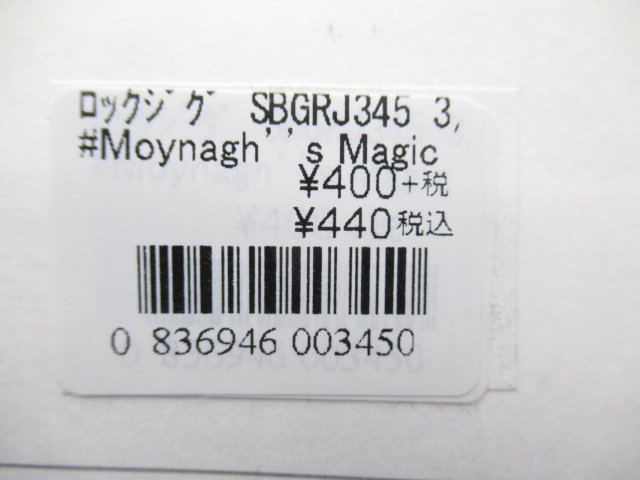 ﾛｯｸｼﾞｸﾞ SBGRJ345 3,
#Moynagh''s Magic
¥400+税
¥440税込
0 836946 003450